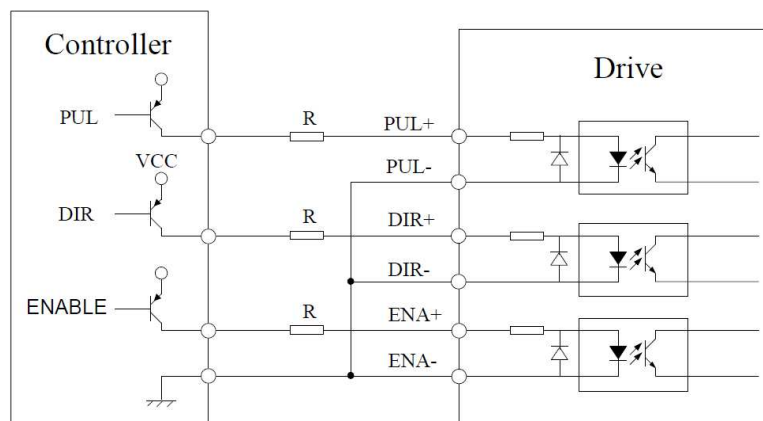 Controller
Drive
PUL
R
PUL+
VCC
PUL-
DIR
R
DIR+
DIR-
ENABLE
R
ENA+
ENA-